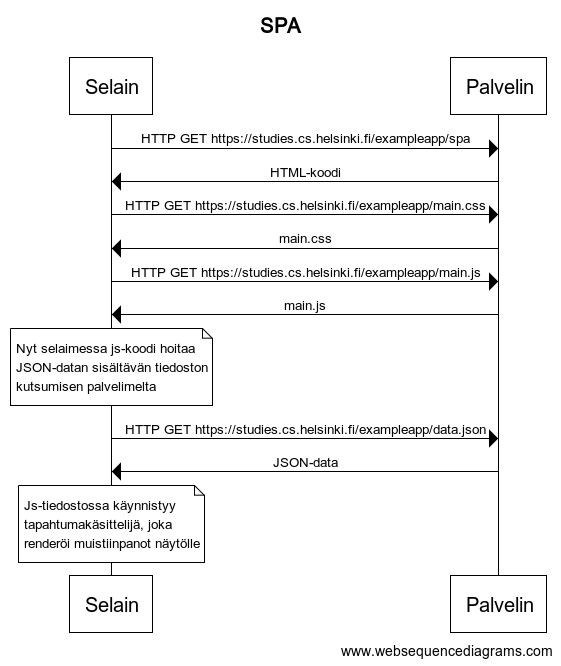 SPA
Selain
Palvelin
HTTP GET https://studies.cs.helsinki.fi/exampleapp/spa
HTML-koodi
HTTP GET https://studies.cs.helsinki.fi/exampleapp/main.css
main.css
HTTP GET https://studies.cs.helsinki.fi/exampleapp/main.js
main.js
Nyt selaimessa js-koodi hoitaa
JSON-datan sisältävän tiedoston
kutsumisen palvelimelta
HTTP GET https://studies.cs.helsinki.fi/exampleapp/data.json
JSON-data
Js-tiedostossa käynnistyy
tapahtumakäsittelijä, joka
renderöi muistiinpanot näytölle
Selain
Palvelin
www.websequencediagrams.com